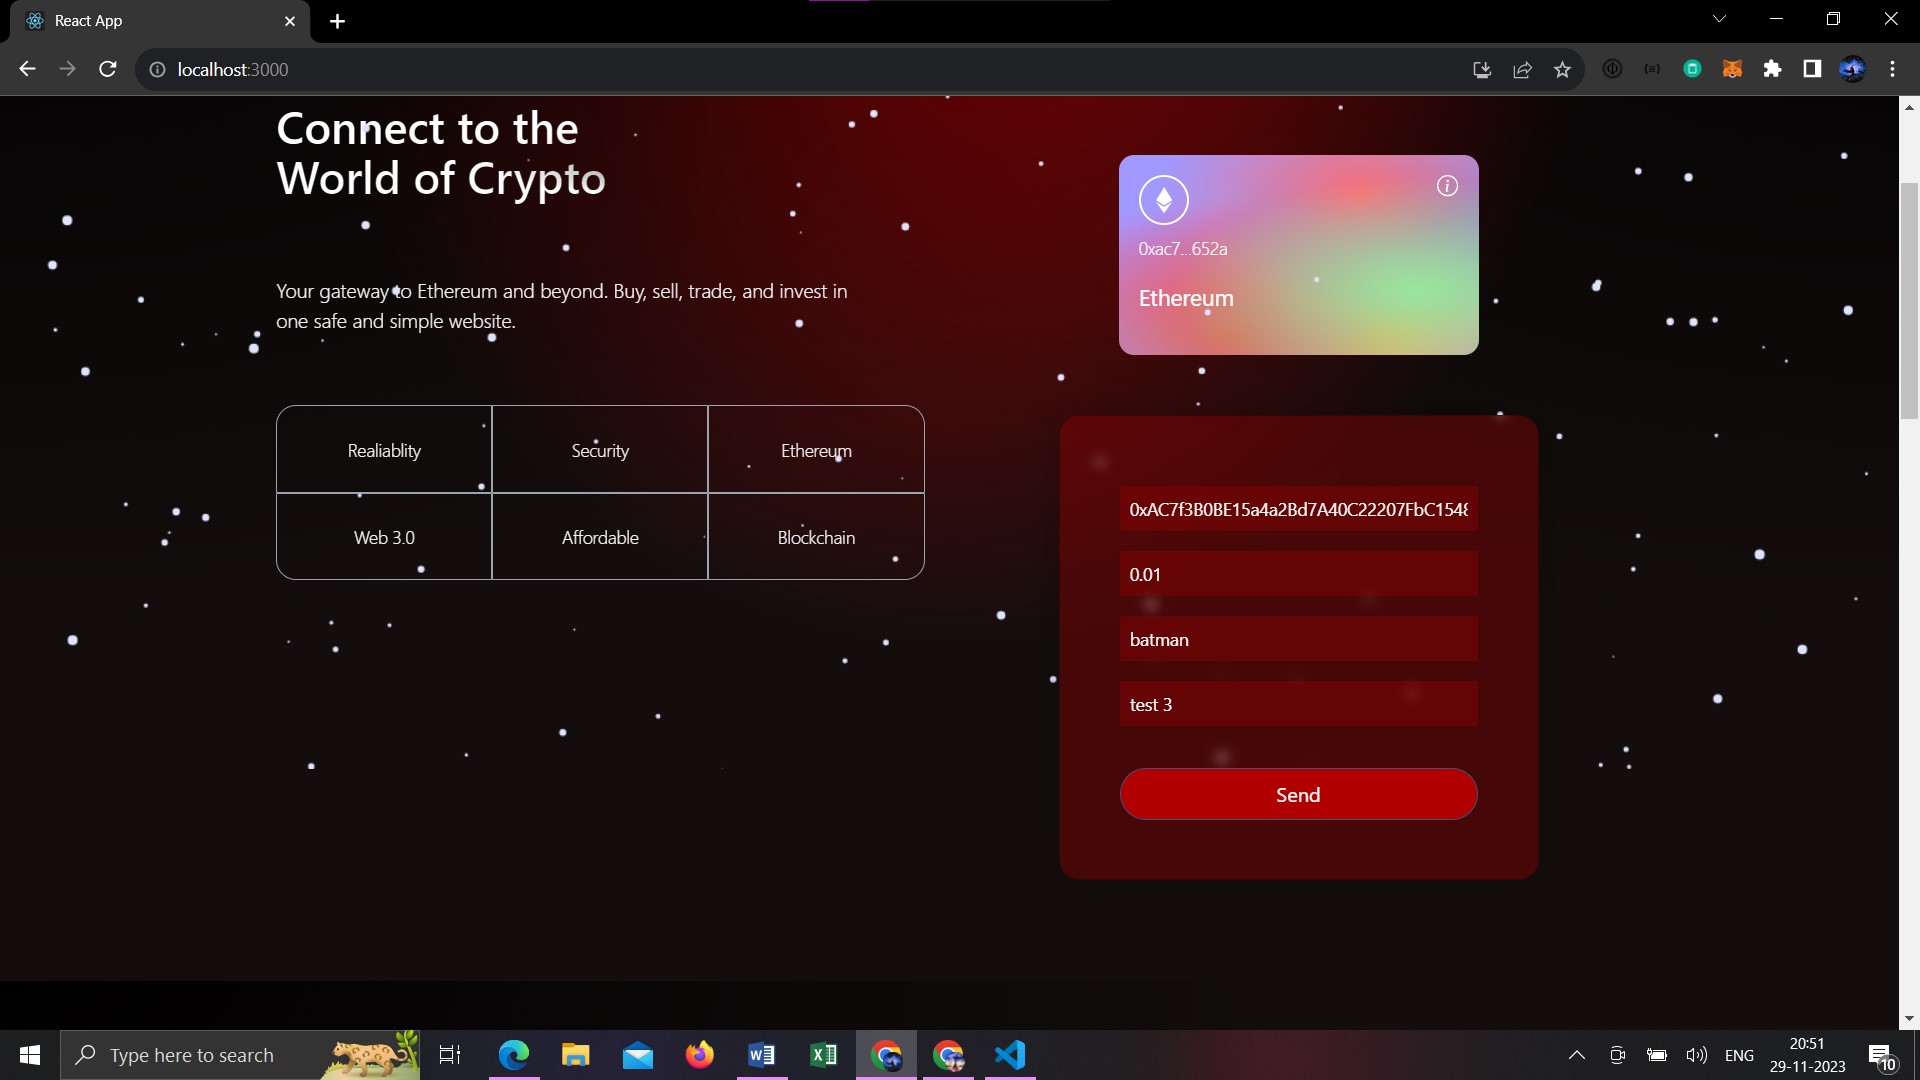 React App
localhost:3000
Connect to the
World of Crypto
Your gateway to Ethereum and beyond. Buy, sell, trade, and invest in
one safe and simple website.
Realiablity
Security
Ethereum
Web 3.0
Affordable
Blockchain
0xac7...652a
Ethereum
0xAC7f3B0BE15a4a2Bd7A40C22207FbC1548
0.01
batman
test 3
Send
Type here to search
ENG
20:51
29-11-2023
10